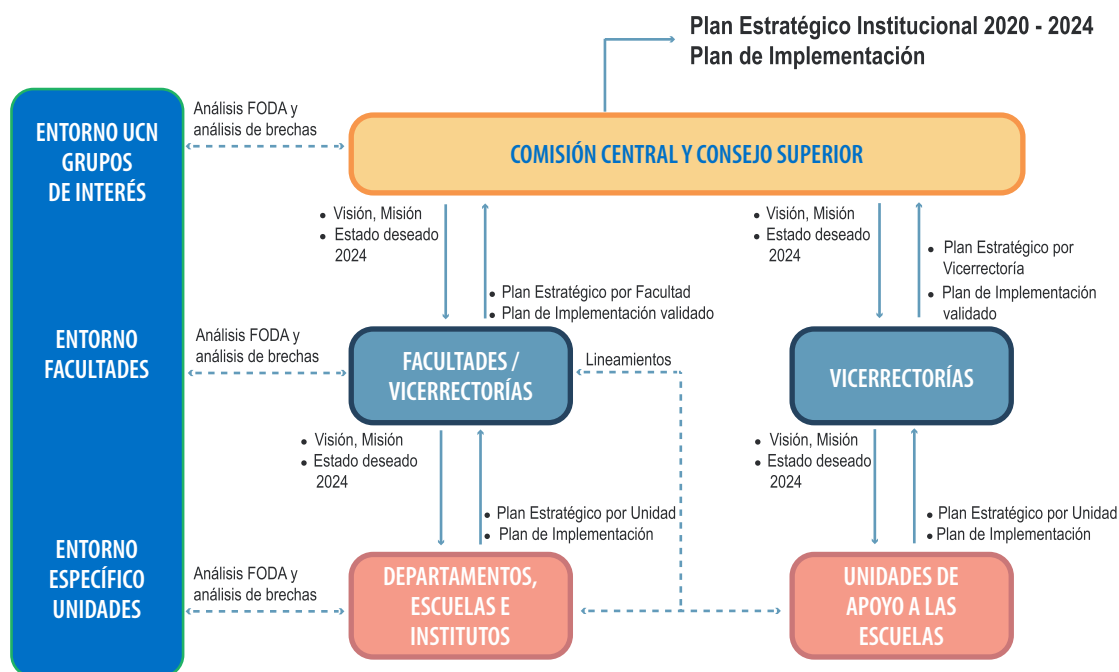 Plan Estratégico Institucional 2020 - 2024
Plan de Implementación
ENTORNO UCN
GRUPOS
DE INTERÉS
Análisis FODA y
análisis de brechas
COMISIÓN CENTRAL Y CONSEJO SUPERIOR
• Visión, Misión
• Estado deseado
2024
• Plan Estratégico por Facultad
• Plan de Implementación validado
• Visión, Misión
• Estado deseado
2024
• Plan Estratégico por
Vicerrectoría
• Plan de Implementación
validado
ENTORNO
FACULTADES
Análisis FODA y
análisis de brechas
FACULTADES /
VICERRECTORÍAS
Lineamientos
VICERRECTORÍAS
• Visión, Misión
• Estado deseado
2024
• Plan Estratégico por Unidad
• Plan de Implementación
• Visión, Misión
• Estado deseado
2024
• Plan Estratégico por Unidad
• Plan de Implementación
ENTORNO
ESPECÍFICO
UNIDADES
Análisis FODA y
análisis de brechas
DEPARTAMENTOS,
ESCUELAS E
INSTITUTOS
UNIDADES DE
APOYO A LAS
ESCUELAS